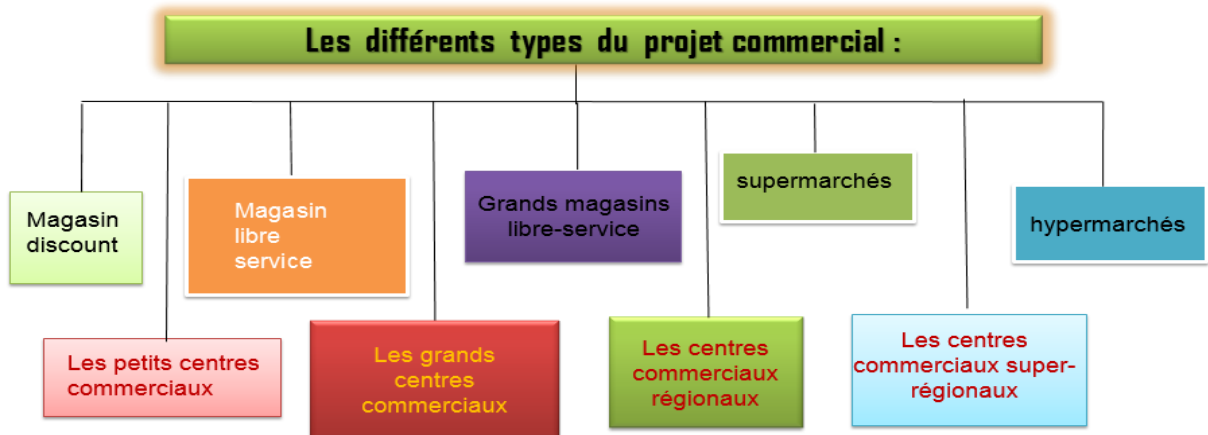 Les différents types du projet commercial :
Magasin
discount
Magasin
libre
service
Grands magasins
libre-service
supermarchés
hypermarchés
Les petits centres
commerciaux
Les grands
centres
commerciaux
Les centres
commerciaux
régionaux
Les centres
commerciaux super-
régionaux